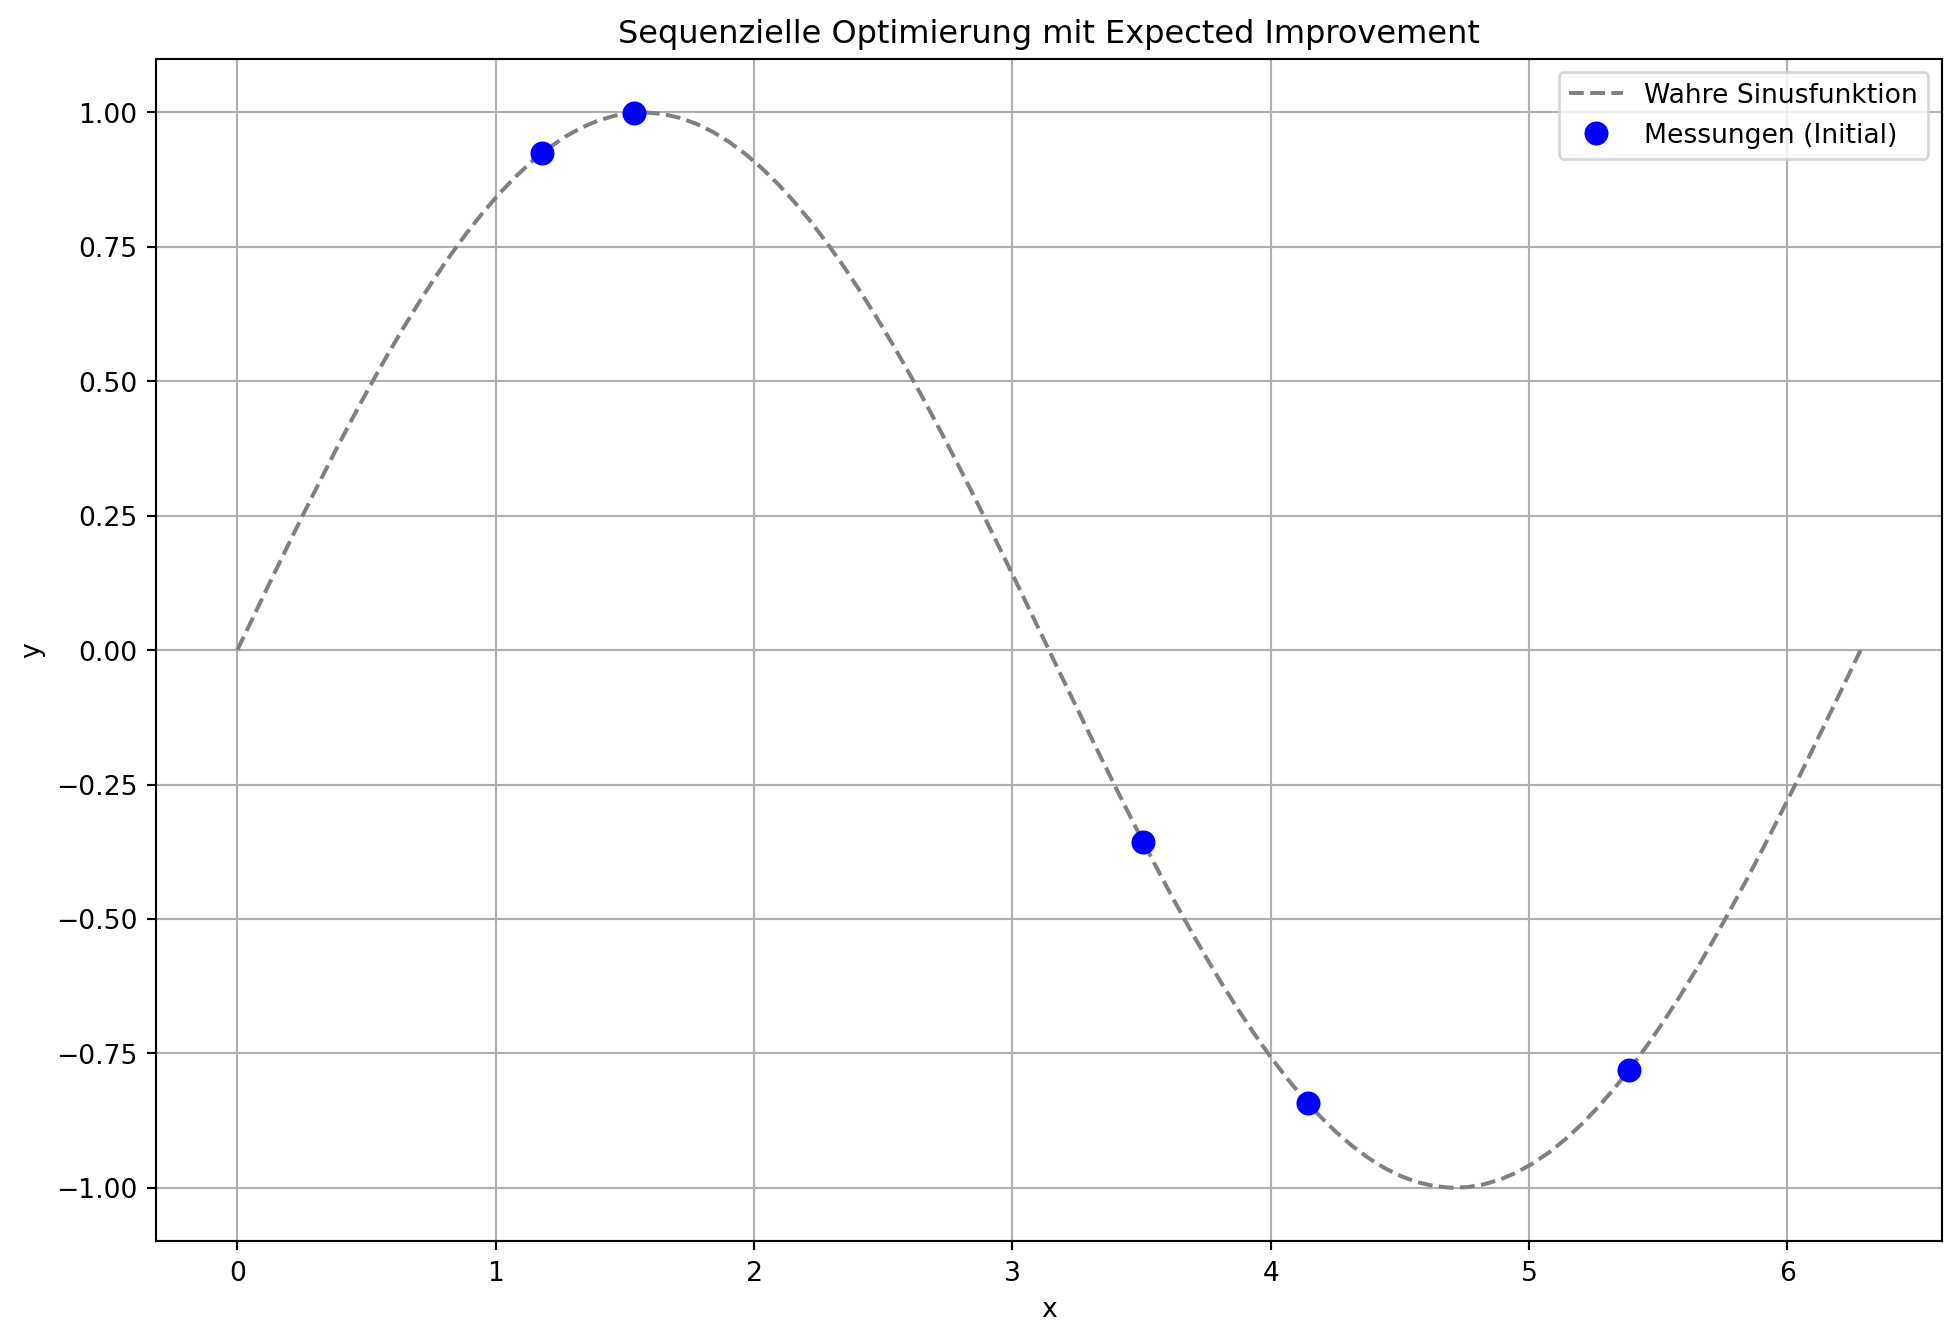 Sequenzielle Optimierung mit Expected Improvement
Wahre Sinusfunktion
Messungen (Initial)
1.00
0.75
0.50
0.25
0.00
−0.25
−0.50
−0.75
−1.00
y
0 1 2 3 4 5 6
x